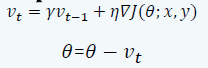 v_t = γv_{t−1} + η∇J(θ; x, y)
θ=θ − v_t